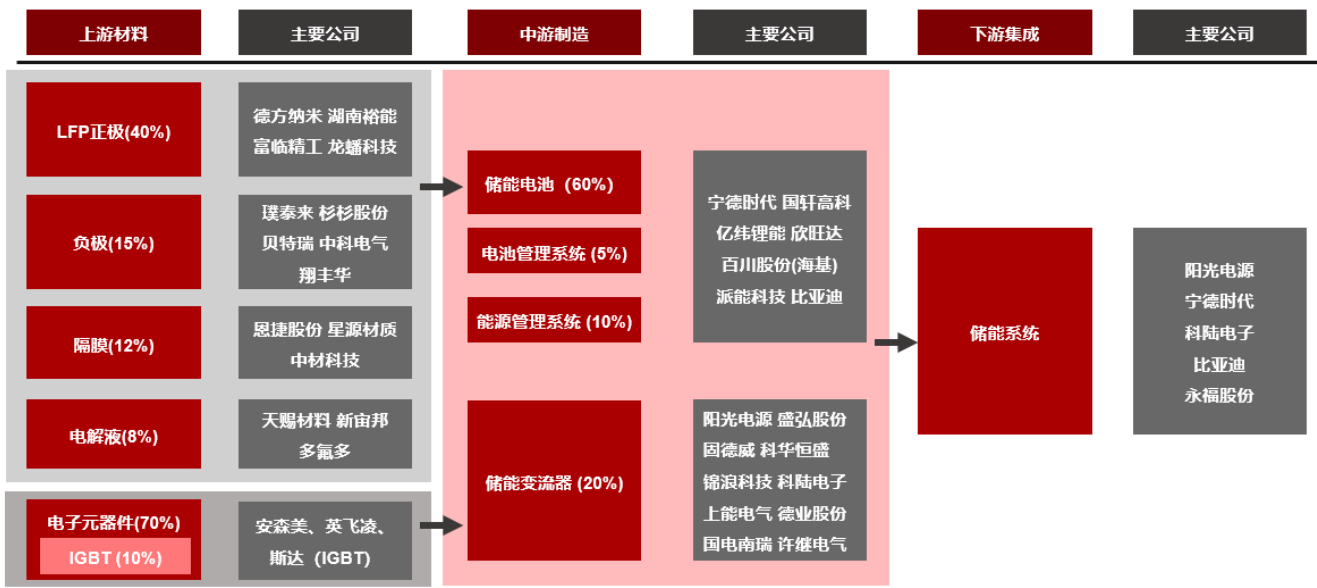 上游材料
主要公司
中游制造
主要公司
下游集成
主要公司
LFP正极(40%)
德方纳米 湖南裕能
富临精工 龙蟠科技
负极(15%)
璞泰来 杉杉股份
贝特瑞 中科电气
翔丰华
隔膜(12%)
恩捷股份 星源材质
中材科技
电解液(8%)
天赐材料 新宙邦
多氟多
电子元器件(70%)
IGBT (10%)
安森美、英飞凌、
斯达（IGBT）
储能电池（60%）
电池管理系统 (5%)
能源管理系统 (10%)
宁德时代 国轩高科
亿纬锂能 欣旺达
百川股份(海基)
派能科技 比亚迪
储能变流器 (20%)
阳光电源 盛弘股份
固德威 科华恒盛
锦浪科技 科陆电子
上能电气 德业股份
国电南瑞 许继电气
储能系统
阳光电源
宁德时代
科陆电子
比亚迪
永福股份